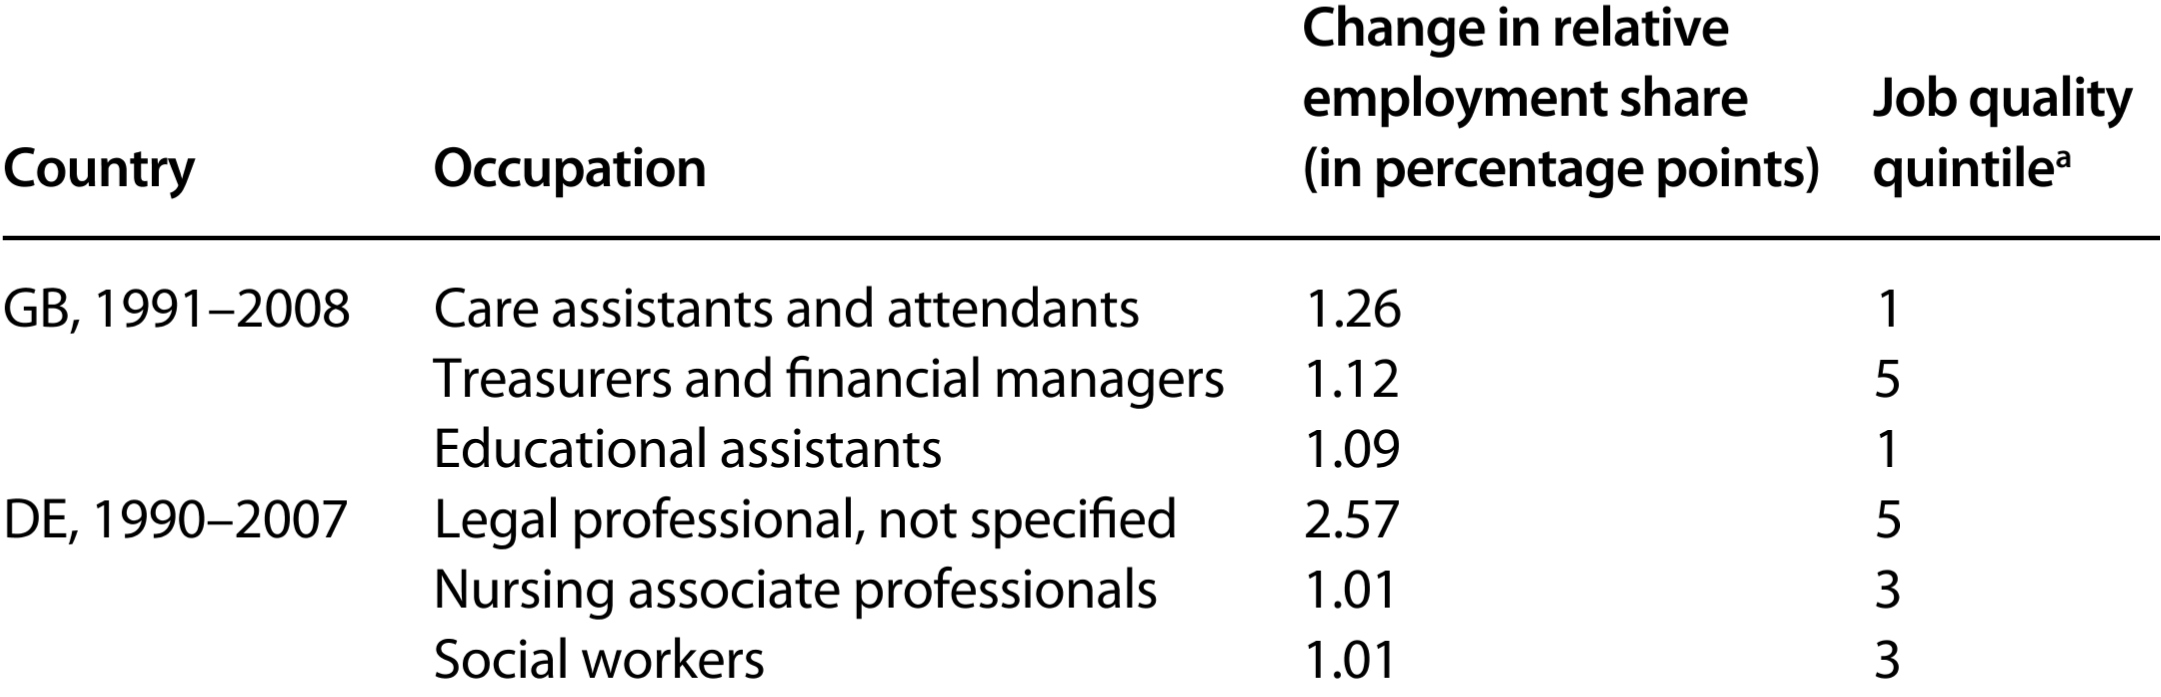 Country Occupation Change in relative employment share (in percentage points) Job quality quintileᵃ
GB, 1991–2008 Care assistants and attendants 1.26 1
Treasurers and financial managers 1.12 5
Educational assistants 1.09 1
DE, 1990–2007 Legal professional, not specified 2.57 5
Nursing associate professionals 1.01 3
Social workers 1.01 3